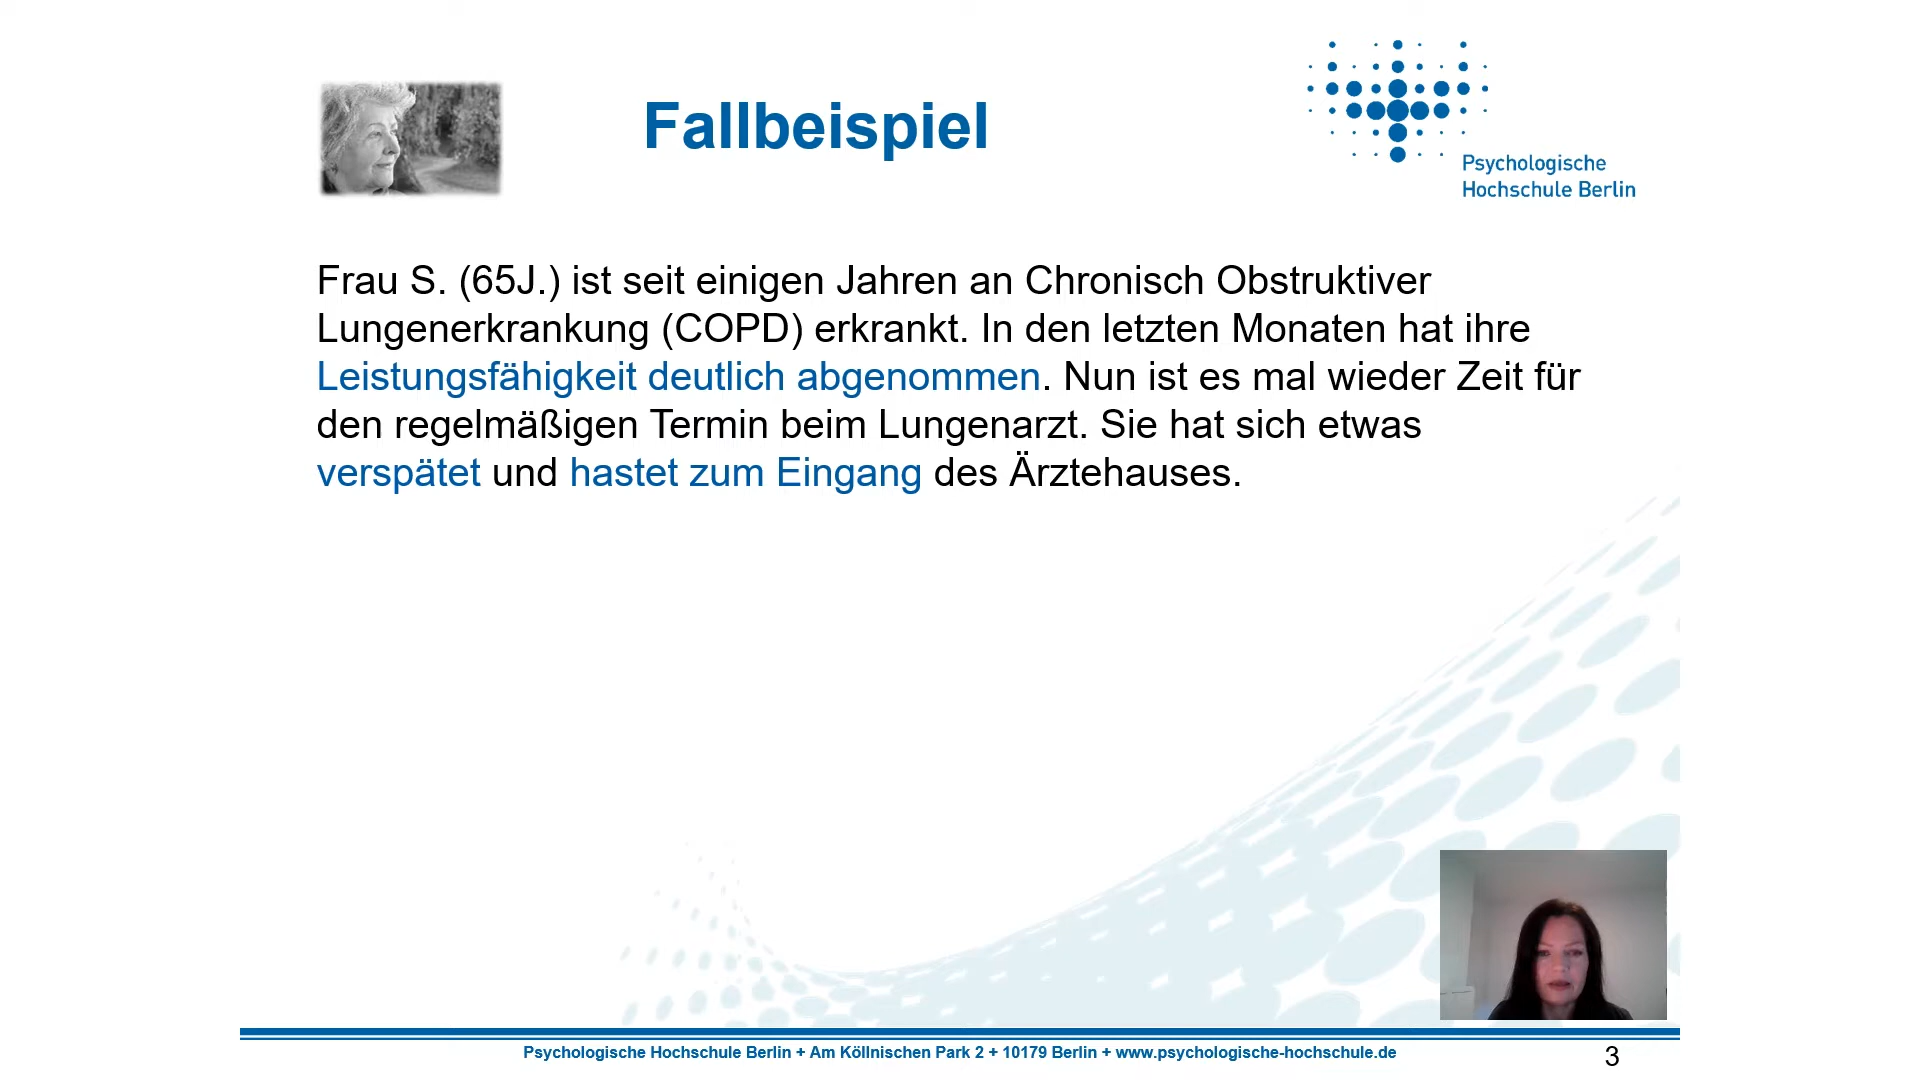 Fallbeispiel
Psychologische
Hochschule Berlin
Frau S. (65J.) ist seit einigen Jahren an Chronisch Obstruktiver
Lungenerkrankung (COPD) erkrankt. In den letzten Monaten hat ihre
Leistungsfähigkeit deutlich abgenommen. Nun ist es mal wieder Zeit für
den regelmäßigen Termin beim Lungenarzt. Sie hat sich etwas
verspätet und hastet zum Eingang des Ärztehauses.
Psychologische Hochschule Berlin + Am Köllnischen Park 2 + 10179 Berlin + www.psychologische-hochschule.de
3